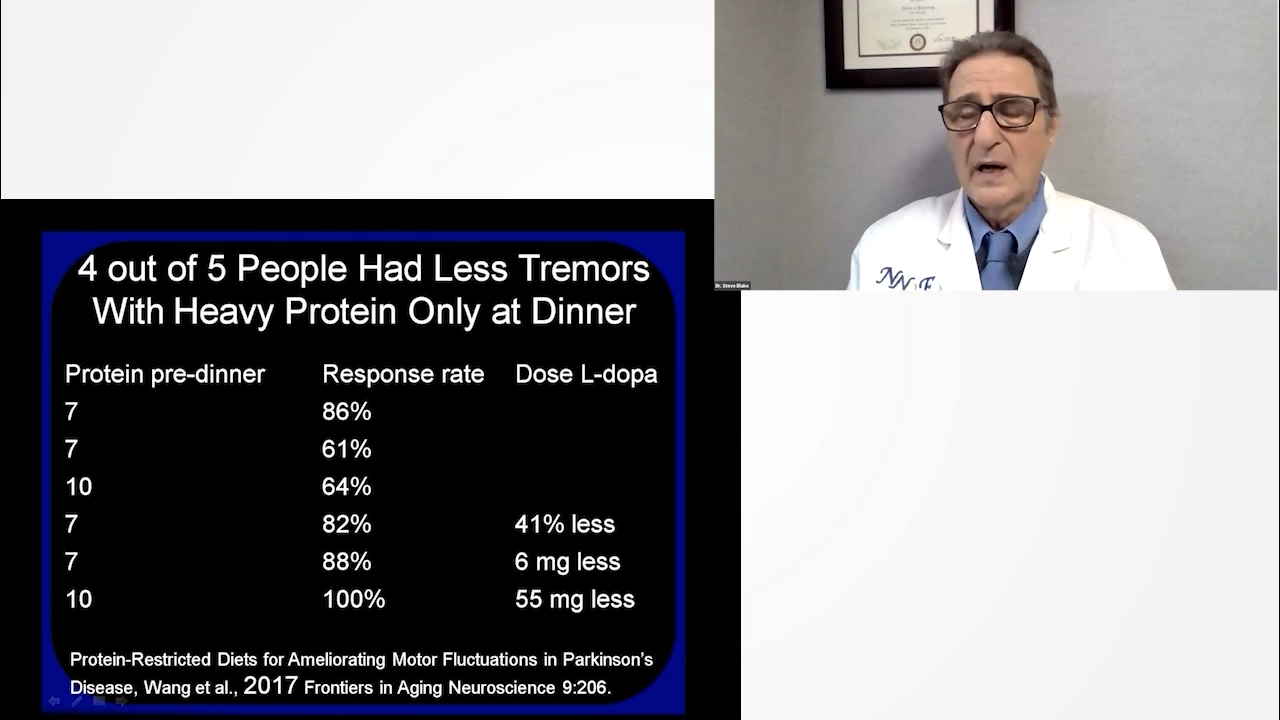 4 out of 5 People Had Less Tremors
With Heavy Protein Only at Dinner
Protein pre-dinner Response rate Dose L-dopa
7 86%
7 61%
10 64%
7 82% 41% less
7 88% 6 mg less
10 100% 55 mg less
Protein-Restricted Diets for Ameliorating Motor Fluctuations in Parkinson's
Disease, Wang et al., 2017 Frontiers in Aging Neuroscience 9:206.
Dr. Steve Blake